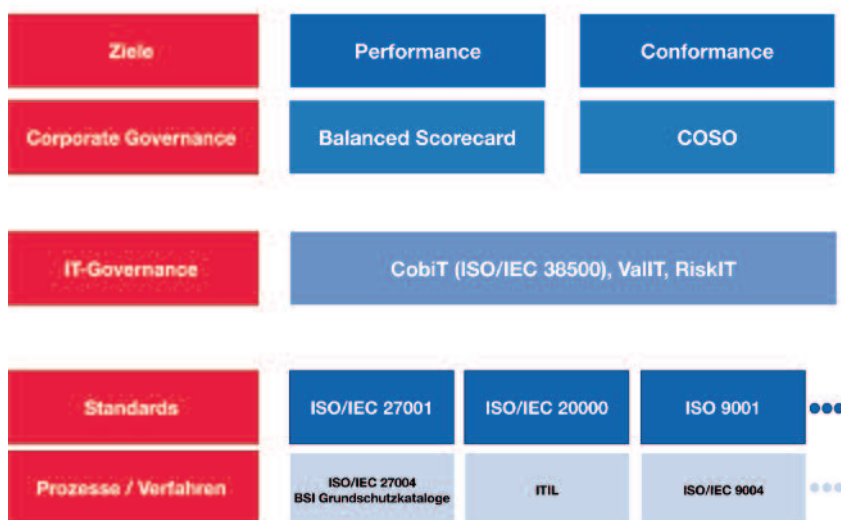 Ziele
Performance
Conformance
Corporate Governance
Balanced Scorecard
COSO
IT-Governance
CobiT (ISO/IEC 38500), ValIT, RiskIT
Standards
ISO/IEC 27001
ISO/IEC 20000
ISO 9001
Prozesse / Verfahren
ISO/IEC 27004
BSI Grundschutzkataloge
ITIL
ISO/IEC 9004